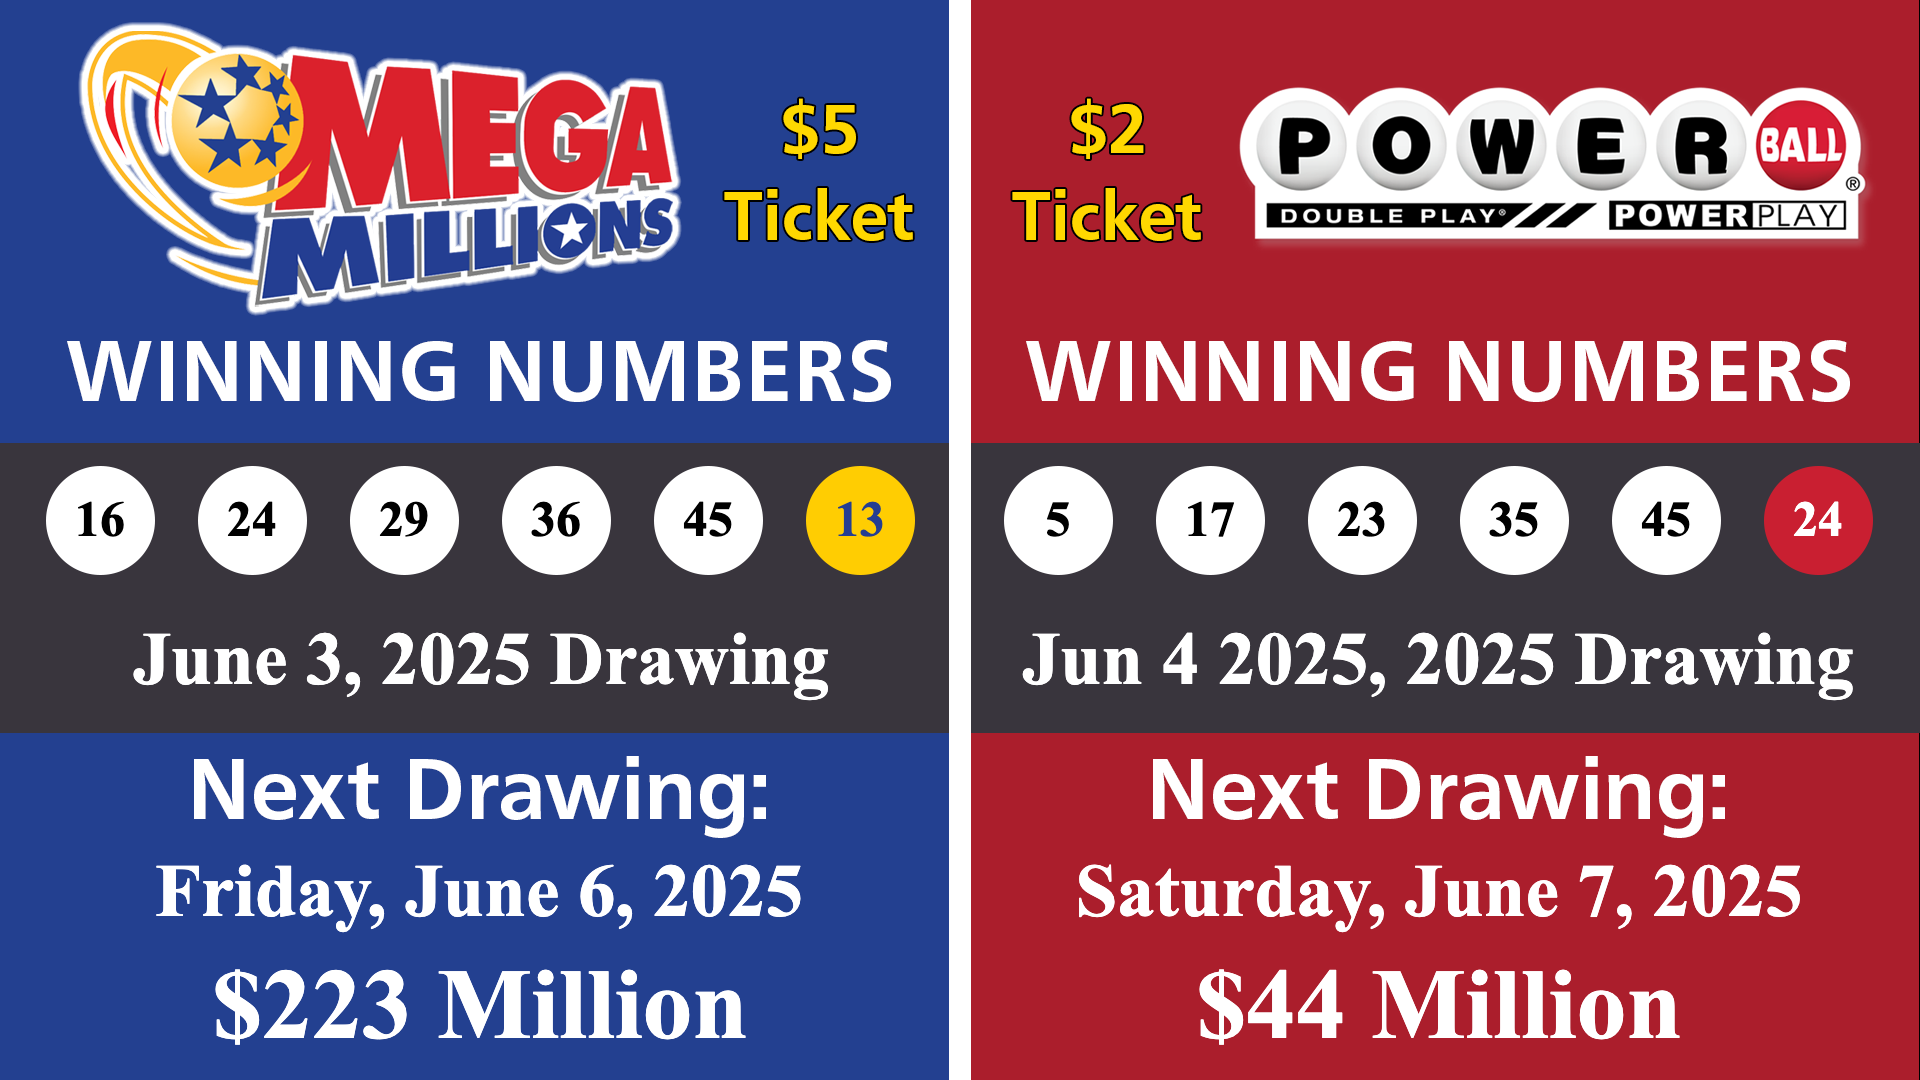 MEGA
MILLIONS
$5
Ticket
WINNING NUMBERS
16 24 29 36 45 13
June 3, 2025 Drawing
Next Drawing:
Friday, June 6, 2025
$223 Million
$2
Ticket
POWER BALL®
DOUBLE PLAY® POWERPLAY
WINNING NUMBERS
5 17 23 35 45 24
Jun 4 2025, 2025 Drawing
Next Drawing:
Saturday, June 7, 2025
$44 Million